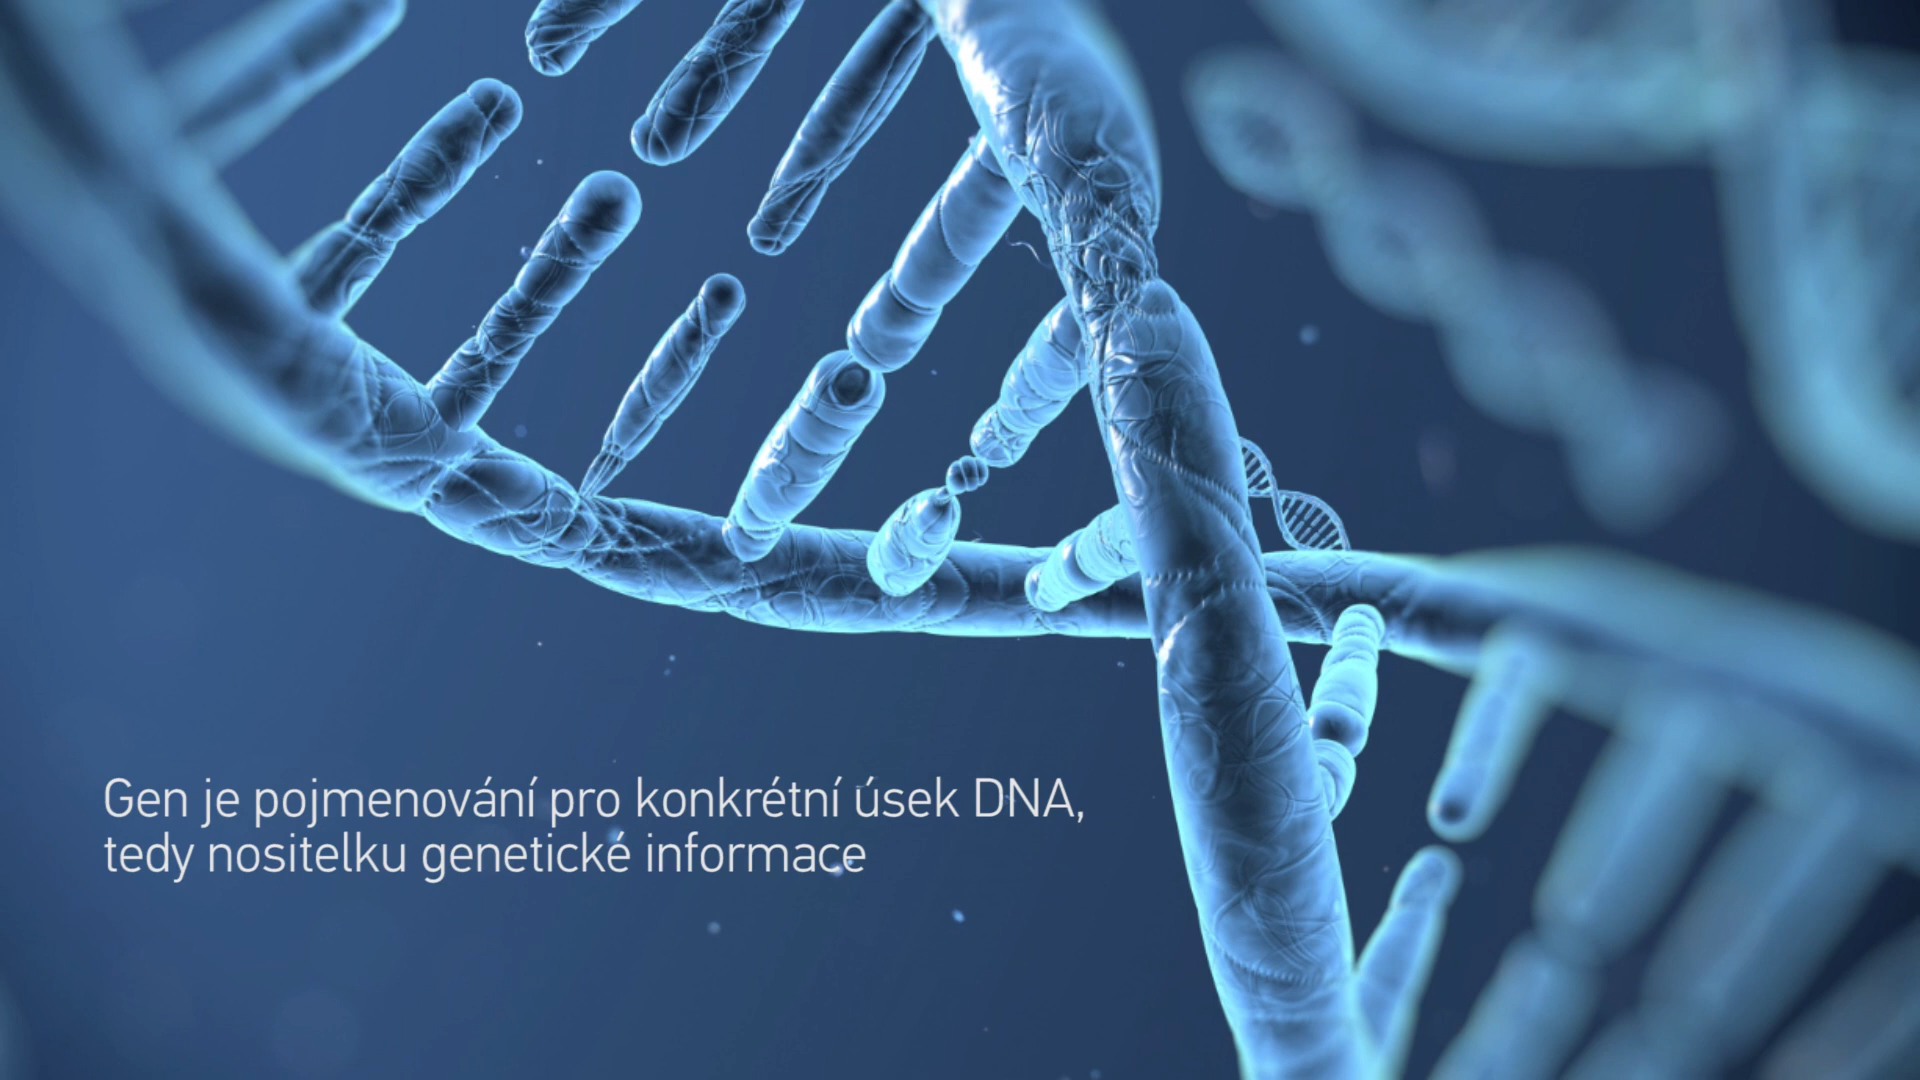 Gen je pojmenování pro konkrétní úsek DNA,
tedy nositelku genetické informace